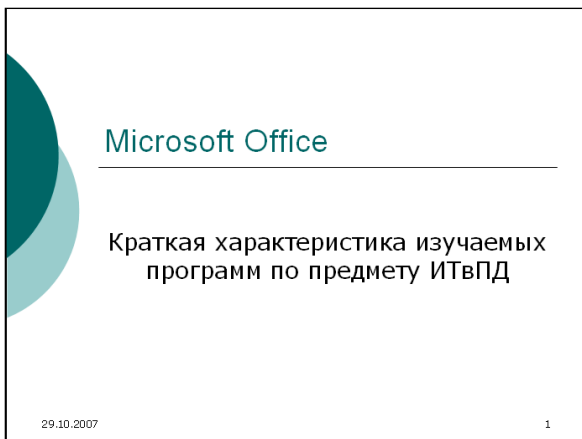 Microsoft Office
Краткая характеристика изучаемых
программ по предмету ИТвПД
29.10.2007
1